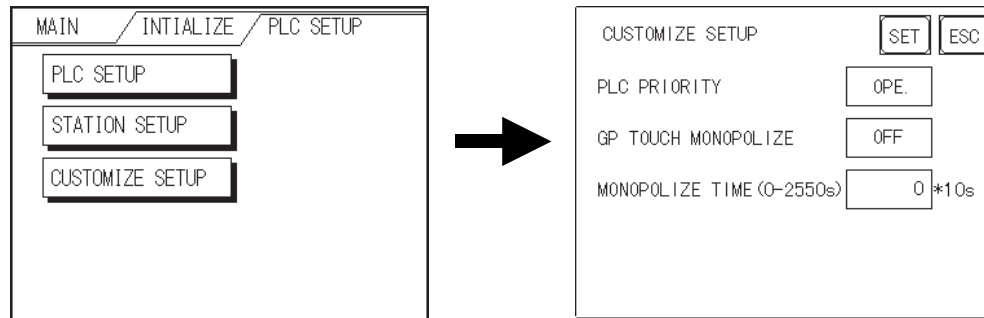 MAIN INTIALIZE PLC SETUP
PLC SETUP
STATION SETUP
CUSTOMIZE SETUP
CUSTOMIZE SETUP SET ESC
PLC PRIORITY OPE.
GP TOUCH MONOPOLIZE OFF
MONOPOLIZE TIME(0-2550s) 0 *10s